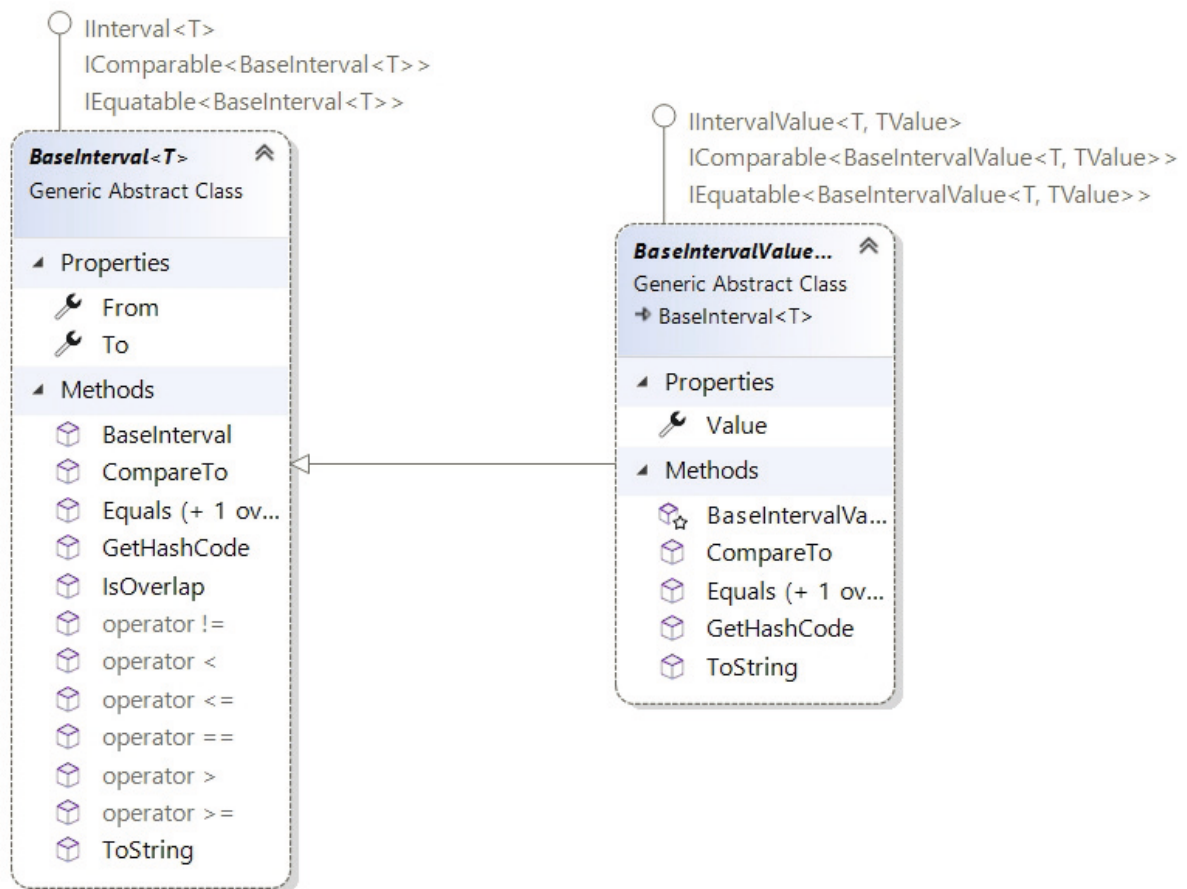 IInterval<T>
IComparable<BaseInterval<T>>
IEquatable<BaseInterval<T>>
BaseInterval<T>
Generic Abstract Class
Properties
From
To
Methods
BaseInterval
CompareTo
Equals (+ 1 ov...
GetHashCode
IsOverlap
operator !=
operator <
operator <=
operator ==
operator >
operator >=
ToString
IIntervalValue<T, TValue>
IComparable<BaseIntervalValue<T, TValue>>
IEquatable<BaseIntervalValue<T, TValue>>
BaseIntervalValue...
Generic Abstract Class
BaseInterval<T>
Properties
Value
Methods
BaseIntervalVa...
CompareTo
Equals (+ 1 ov...
GetHashCode
ToString